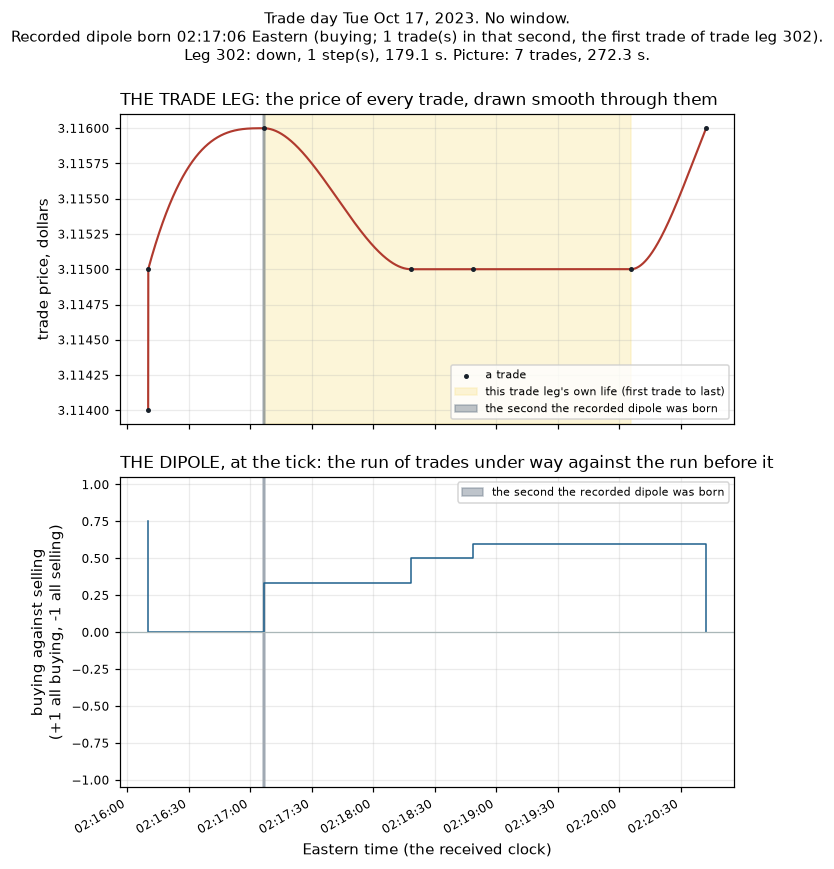 Trade day Tue Oct 17, 2023. No window.
Recorded dipole born 02:17:06 Eastern (buying; 1 trade(s) in that second, the first trade of trade leg 302).
Leg 302: down, 1 step(s), 179.1 s. Picture: 7 trades, 272.3 s.
THE TRADE LEG: the price of every trade, drawn smooth through them
3.11600
3.11575
3.11550
3.11525
3.11500
3.11475
3.11450
3.11425
3.11400
trade price, dollars
a trade
this trade leg's own life (first trade to last)
the second the recorded dipole was born
THE DIPOLE, at the tick: the run of trades under way against the run before it
1.00
0.75
0.50
0.25
0.00
−0.25
−0.50
−0.75
−1.00
buying against selling
(+1 all buying, -1 all selling)
the second the recorded dipole was born
02:16:00
02:16:30
02:17:00
02:17:30
02:18:00
02:18:30
02:19:00
02:19:30
02:20:00
02:20:30
Eastern time (the received clock)